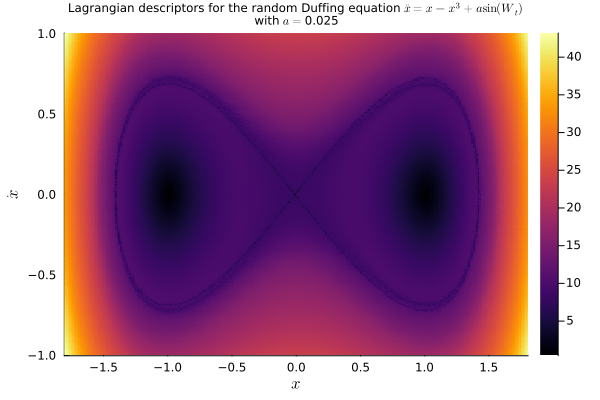 Lagrangian descriptors for the random Duffing equation ẍ = x − x³ + a sin(Wₜ)
with a = 0.025
1.0
0.5
0.0
−0.5
−1.0
ẋ
−1.5 −1.0 −0.5 0.0 0.5 1.0 1.5
x
40
35
30
25
20
15
10
5